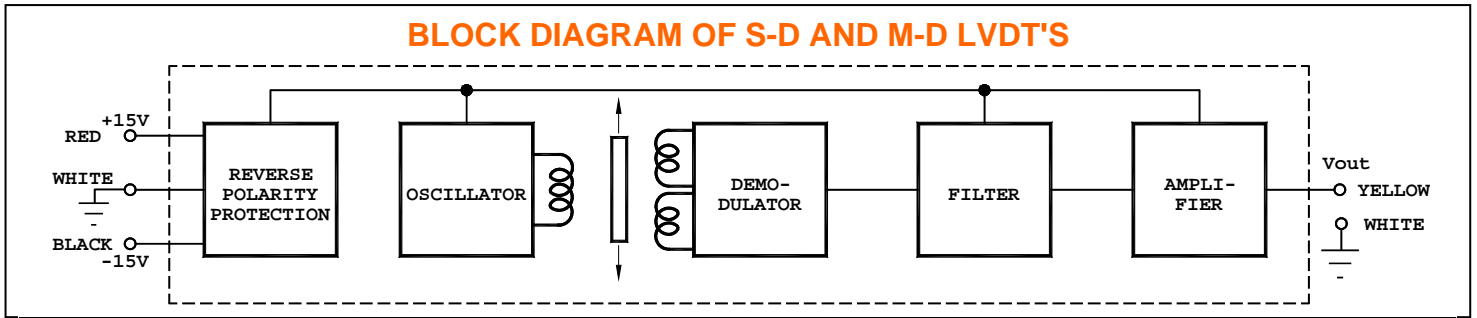 BLOCK DIAGRAM OF S-D AND M-D LVDT'S
+15V
RED
WHITE
BLACK
-15V
REVERSE
POLARITY
PROTECTION
OSCILLATOR
DEMO-
DULATOR
FILTER
AMPLI-
FIER
Vout
YELLOW
WHITE